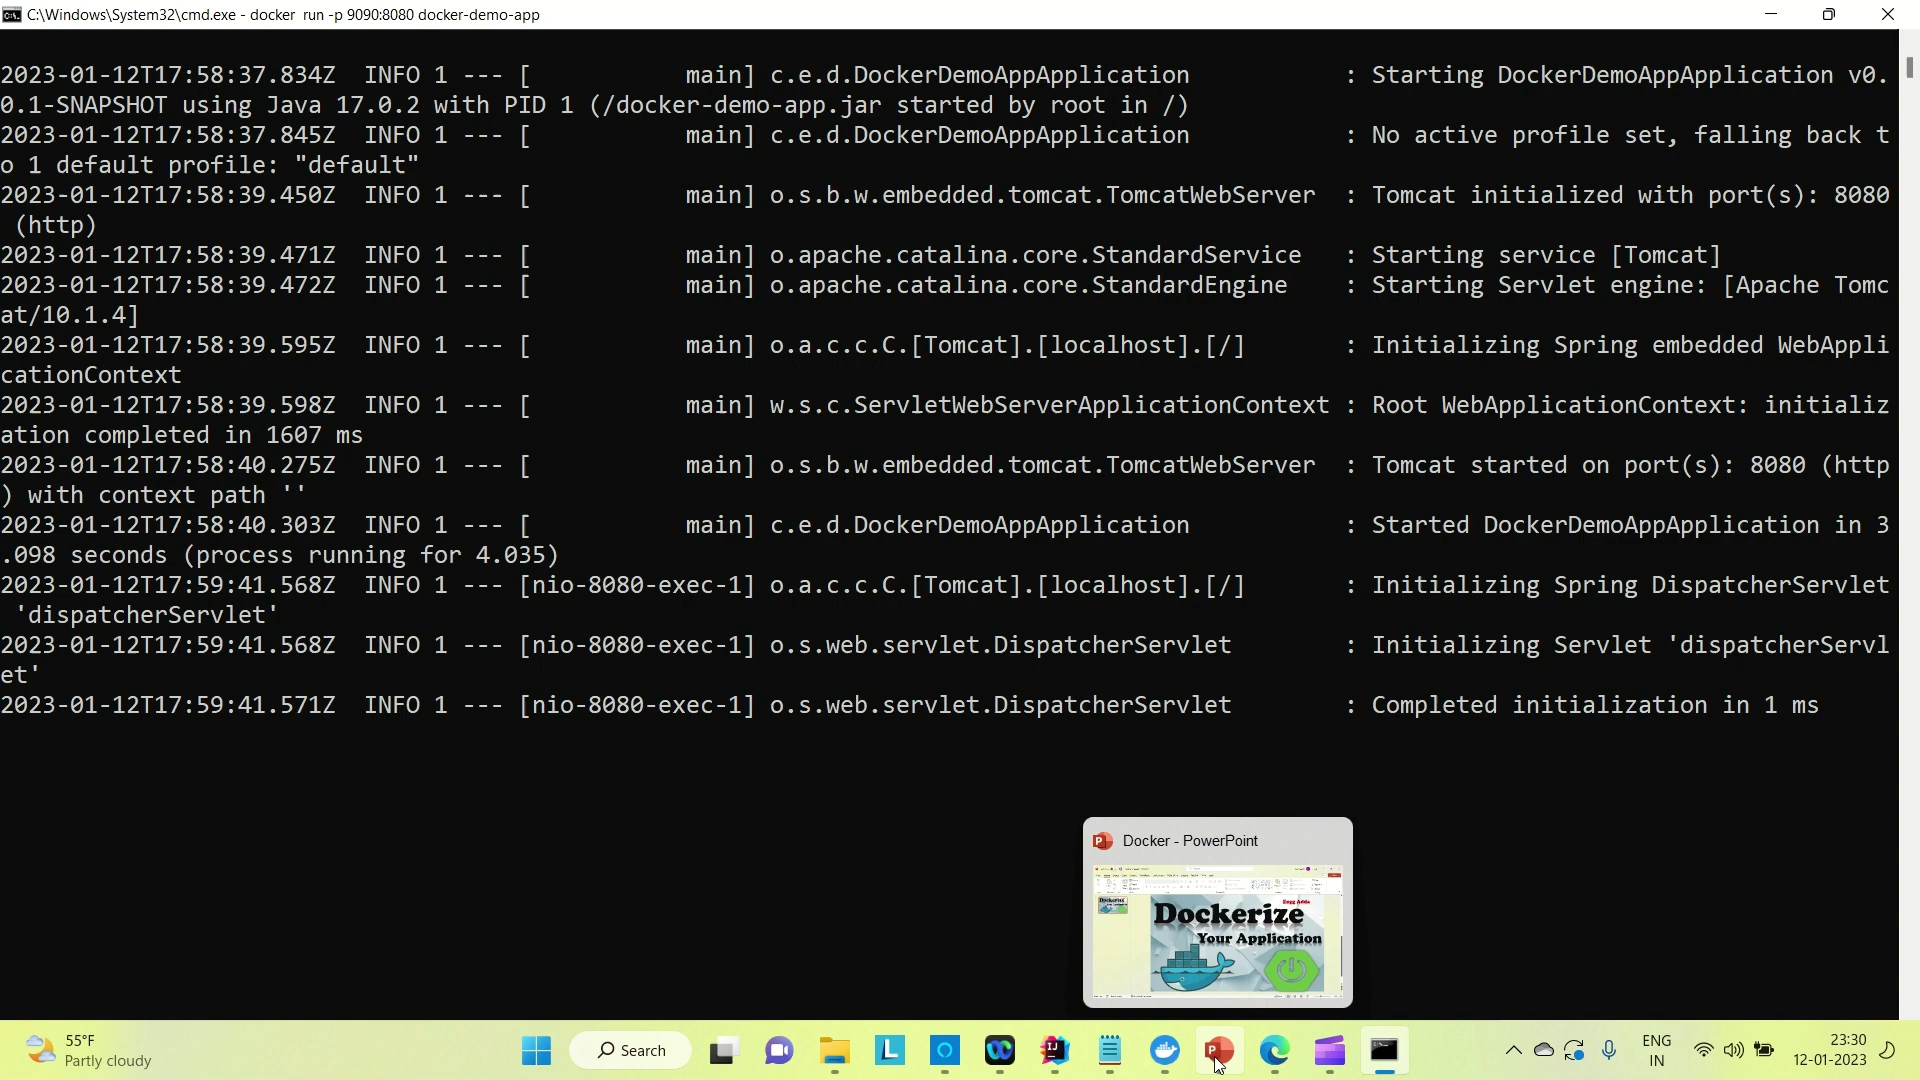 C:\Windows\System32\cmd.exe - docker  run -p 9090:8080 docker-demo-app
2023-01-12T17:58:37.834Z  INFO 1 --- [           main] c.e.d.DockerDemoAppApplication           : Starting DockerDemoAppApplication v0.
0.1-SNAPSHOT using Java 17.0.2 with PID 1 (/docker-demo-app.jar started by root in /)
2023-01-12T17:58:37.845Z  INFO 1 --- [           main] c.e.d.DockerDemoAppApplication           : No active profile set, falling back t
o 1 default profile: "default"
2023-01-12T17:58:39.450Z  INFO 1 --- [           main] o.s.b.w.embedded.tomcat.TomcatWebServer  : Tomcat initialized with port(s): 8080
 (http)
2023-01-12T17:58:39.471Z  INFO 1 --- [           main] o.apache.catalina.core.StandardService   : Starting service [Tomcat]
2023-01-12T17:58:39.472Z  INFO 1 --- [           main] o.apache.catalina.core.StandardEngine    : Starting Servlet engine: [Apache Tomc
at/10.1.4]
2023-01-12T17:58:39.595Z  INFO 1 --- [           main] o.a.c.c.C.[Tomcat].[localhost].[/]       : Initializing Spring embedded WebAppli
cationContext
2023-01-12T17:58:39.598Z  INFO 1 --- [           main] w.s.c.ServletWebServerApplicationContext : Root WebApplicationContext: initializ
ation completed in 1607 ms
2023-01-12T17:58:40.275Z  INFO 1 --- [           main] o.s.b.w.embedded.tomcat.TomcatWebServer  : Tomcat started on port(s): 8080 (http
) with context path ''
2023-01-12T17:58:40.303Z  INFO 1 --- [           main] c.e.d.DockerDemoAppApplication           : Started DockerDemoAppApplication in 3
.098 seconds (process running for 4.035)
2023-01-12T17:59:41.568Z  INFO 1 --- [nio-8080-exec-1] o.a.c.c.C.[Tomcat].[localhost].[/]       : Initializing Spring DispatcherServlet
 'dispatcherServlet'
2023-01-12T17:59:41.568Z  INFO 1 --- [nio-8080-exec-1] o.s.web.servlet.DispatcherServlet        : Initializing Servlet 'dispatcherServl
et'
2023-01-12T17:59:41.571Z  INFO 1 --- [nio-8080-exec-1] o.s.web.servlet.DispatcherServlet        : Completed initialization in 1 ms
Docker - PowerPoint
Engg Adda
Dockerize
Your Application
55°F
Partly cloudy
Search
ENG
IN
23:30
12-01-2023